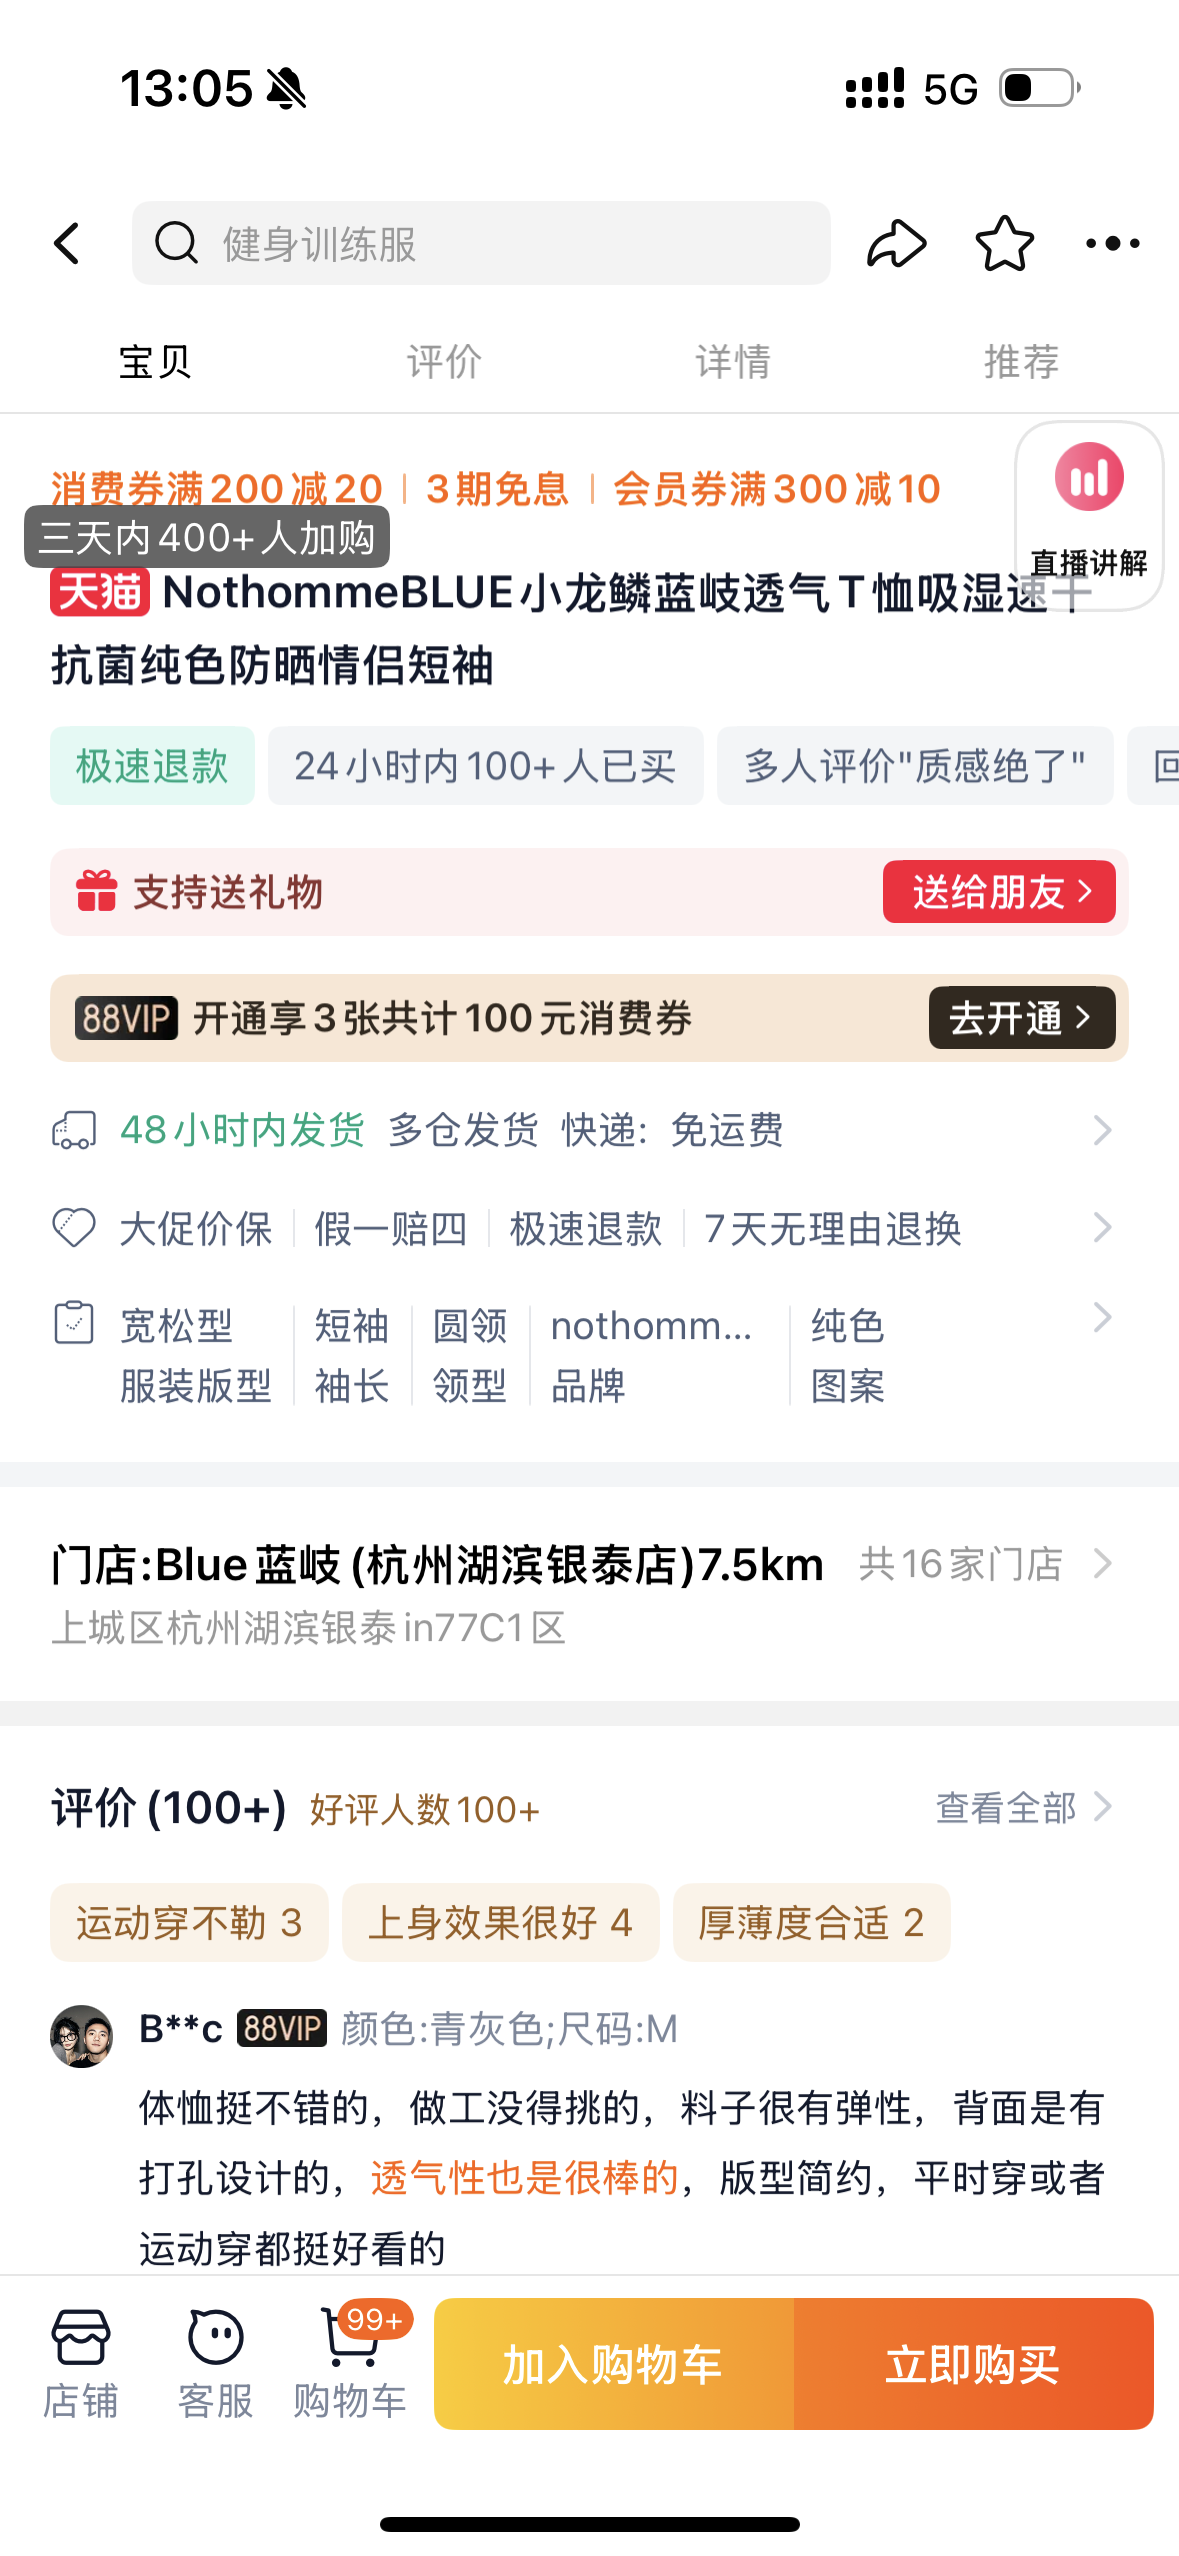 13:05
5G
健身训练服
宝贝 评价 详情 推荐
消费券满200减20 3期免息 会员券满300减10
三天内400+人加购
直播讲解
天猫 NothommeBLUE小龙鳞蓝岐透气T恤吸湿速干
抗菌纯色防晒情侣短袖
极速退款 24小时内100+人已买 多人评价"质感绝了"
支持送礼物 送给朋友
88VIP 开通享3张共计100元消费券 去开通
48小时内发货 多仓发货 快递: 免运费
大促价保 假一赔四 极速退款 7天无理由退换
宽松型 短袖 圆领 nothomm... 纯色
服装版型 袖长 领型 品牌 图案
门店:Blue蓝岐(杭州湖滨银泰店)7.5km 共16家门店
上城区杭州湖滨银泰in77C1区
评价(100+) 好评人数100+ 查看全部
运动穿不勒 3 上身效果很好 4 厚薄度合适 2
B**c 88VIP 颜色:青灰色;尺码:M
体恤挺不错的，做工没得挑的，料子很有弹性，背面是有
打孔设计的，透气性也是很棒的，版型简约，平时穿或者
运动穿都挺好看的
99+
店铺 客服 购物车 加入购物车 立即购买